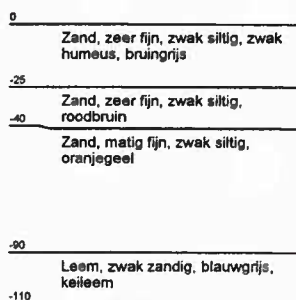 0
Zand, zeer fijn, zwak siltig, zwak
humeus, bruingrijs
-25
Zand, zeer fijn, zwak siltig,
roodbruin
-40
Zand, matig fijn, zwak siltig,
oranjegeel
-90
Leem, zwak zandig, blauwgrijs,
keileem
-110